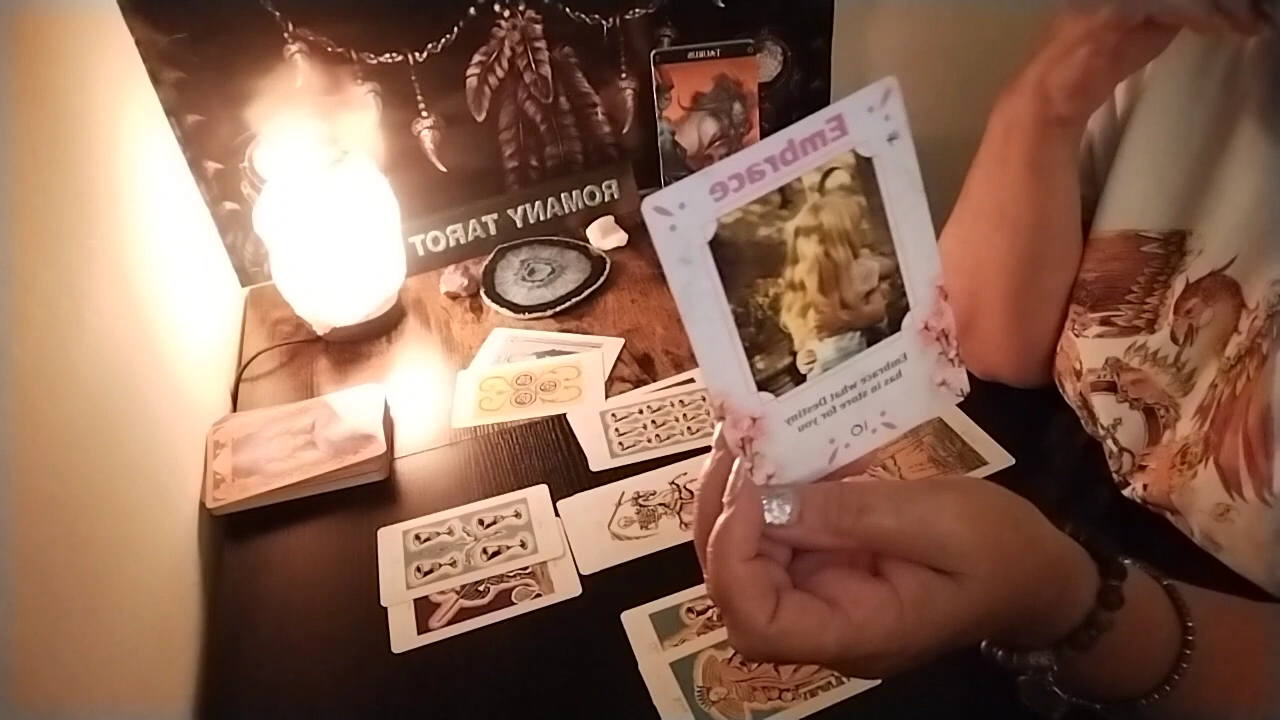 TAURUS
ROMANY TAROT
Embrace
Embrace what Destiny
has in store for you
10